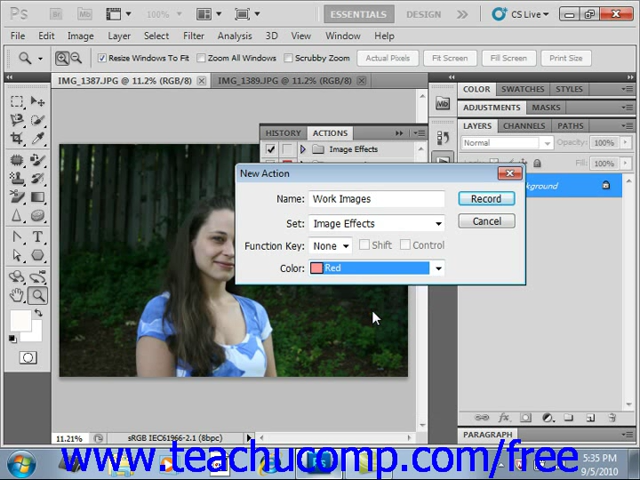 Ps Mb 100% ESSENTIALS DESIGN >> CS Live
File Edit Image Layer Select Filter Analysis 3D View Window Help
Resize Windows To Fit Zoom All Windows Scrubby Zoom Actual Pixels Fit Screen Fill Screen Print Size
IMG_1387.JPG @ 11.2% (RGB/8) x IMG_1389.JPG @ 11.2% (RGB/8) x
COLOR SWATCHES STYLES
ADJUSTMENTS MASKS
LAYERS CHANNELS PATHS
Normal Opacity: 100%
Fill: 100%
ckground
HISTORY ACTIONS
Image Effects
New Action
Name: Work Images Record
Set: Image Effects Cancel
Function Key: None Shift Control
Color: Red
11.21% sRGB IEC61966-2.1 (8bpc)
PARAGRAPH
www.teachucomp.com/free
5:35 PM
9/5/2010